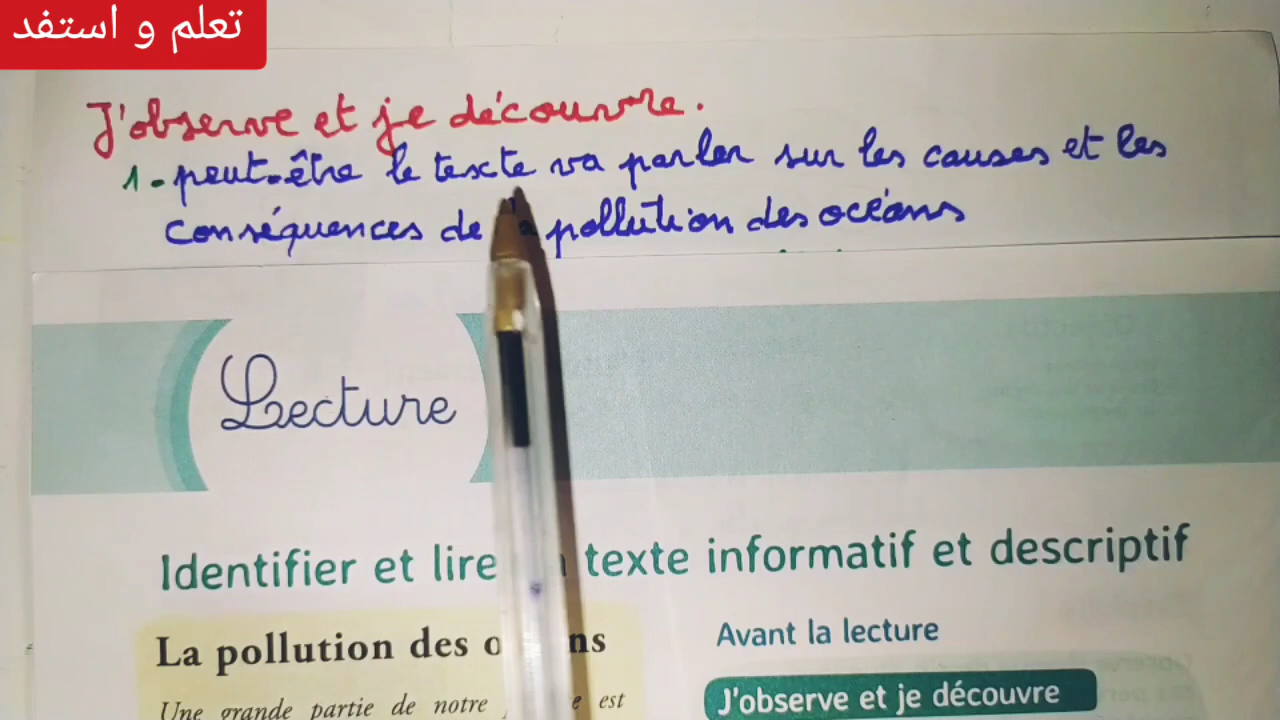 تعلم و استفد
J'observe et je découvre.
1. peut-être le texte va parler sur les causes et les
conséquences de pollution des océans
Lecture
Identifier et lire texte informatif et descriptif
La pollution des
Avant la lecture
Une grande partie de notre est
J'observe et je découvre